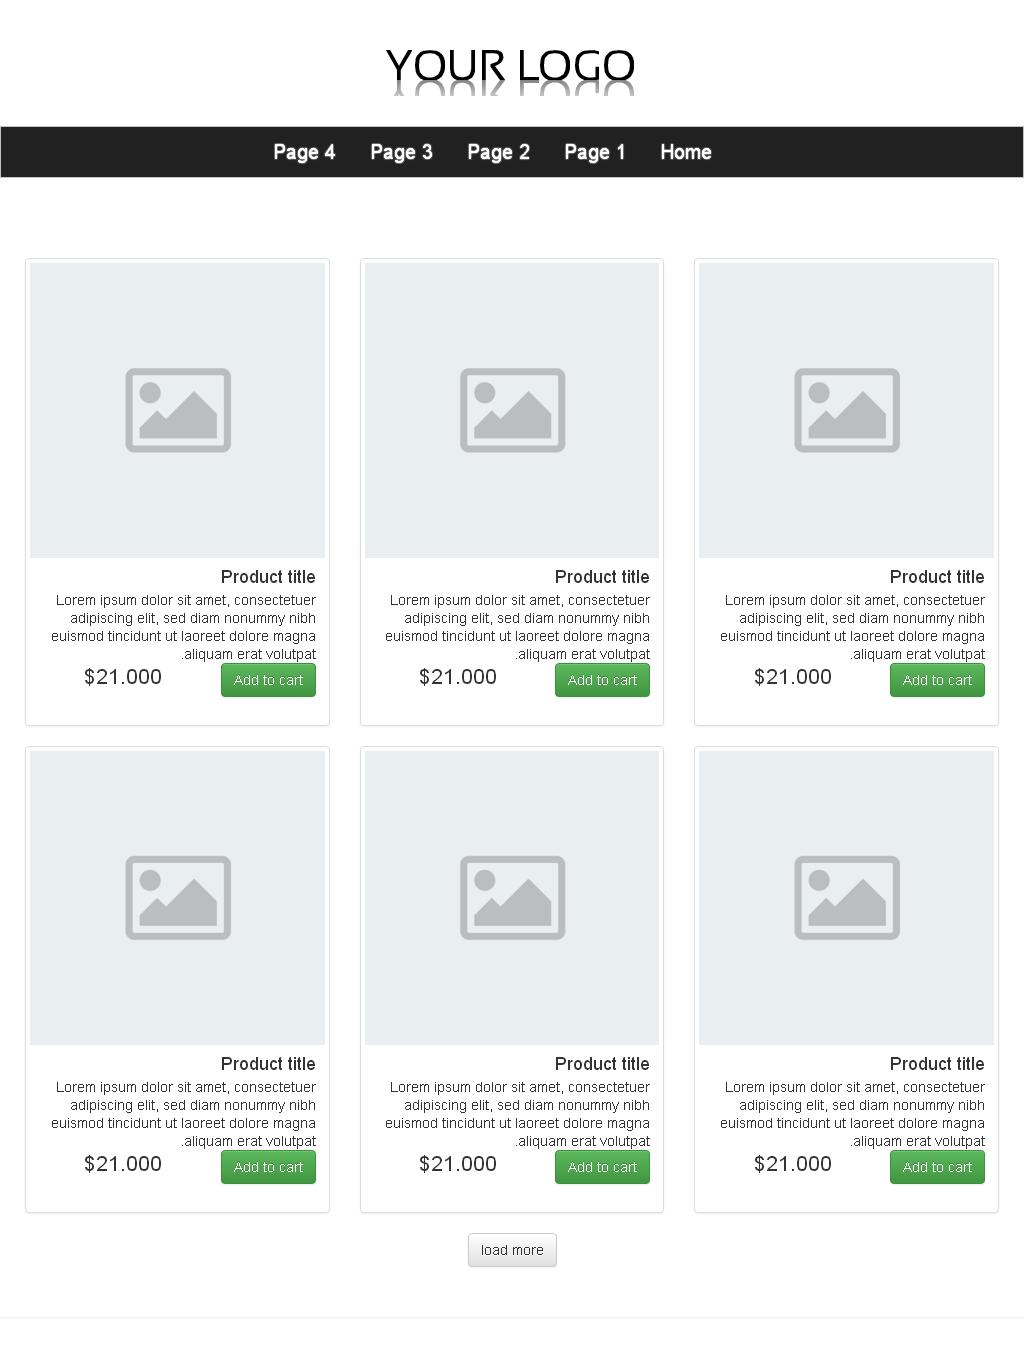 YOUR LOGO
Page 4 Page 3 Page 2 Page 1 Home
Product title
Lorem ipsum dolor sit amet, consectetuer
adipiscing elit, sed diam nonummy nibh
euismod tincidunt ut laoreet dolore magna
.aliquam erat volutpat
$21.000 Add to cart
Product title
Lorem ipsum dolor sit amet, consectetuer
adipiscing elit, sed diam nonummy nibh
euismod tincidunt ut laoreet dolore magna
.aliquam erat volutpat
$21.000 Add to cart
Product title
Lorem ipsum dolor sit amet, consectetuer
adipiscing elit, sed diam nonummy nibh
euismod tincidunt ut laoreet dolore magna
.aliquam erat volutpat
$21.000 Add to cart
Product title
Lorem ipsum dolor sit amet, consectetuer
adipiscing elit, sed diam nonummy nibh
euismod tincidunt ut laoreet dolore magna
.aliquam erat volutpat
$21.000 Add to cart
Product title
Lorem ipsum dolor sit amet, consectetuer
adipiscing elit, sed diam nonummy nibh
euismod tincidunt ut laoreet dolore magna
.aliquam erat volutpat
$21.000 Add to cart
Product title
Lorem ipsum dolor sit amet, consectetuer
adipiscing elit, sed diam nonummy nibh
euismod tincidunt ut laoreet dolore magna
.aliquam erat volutpat
$21.000 Add to cart
load more